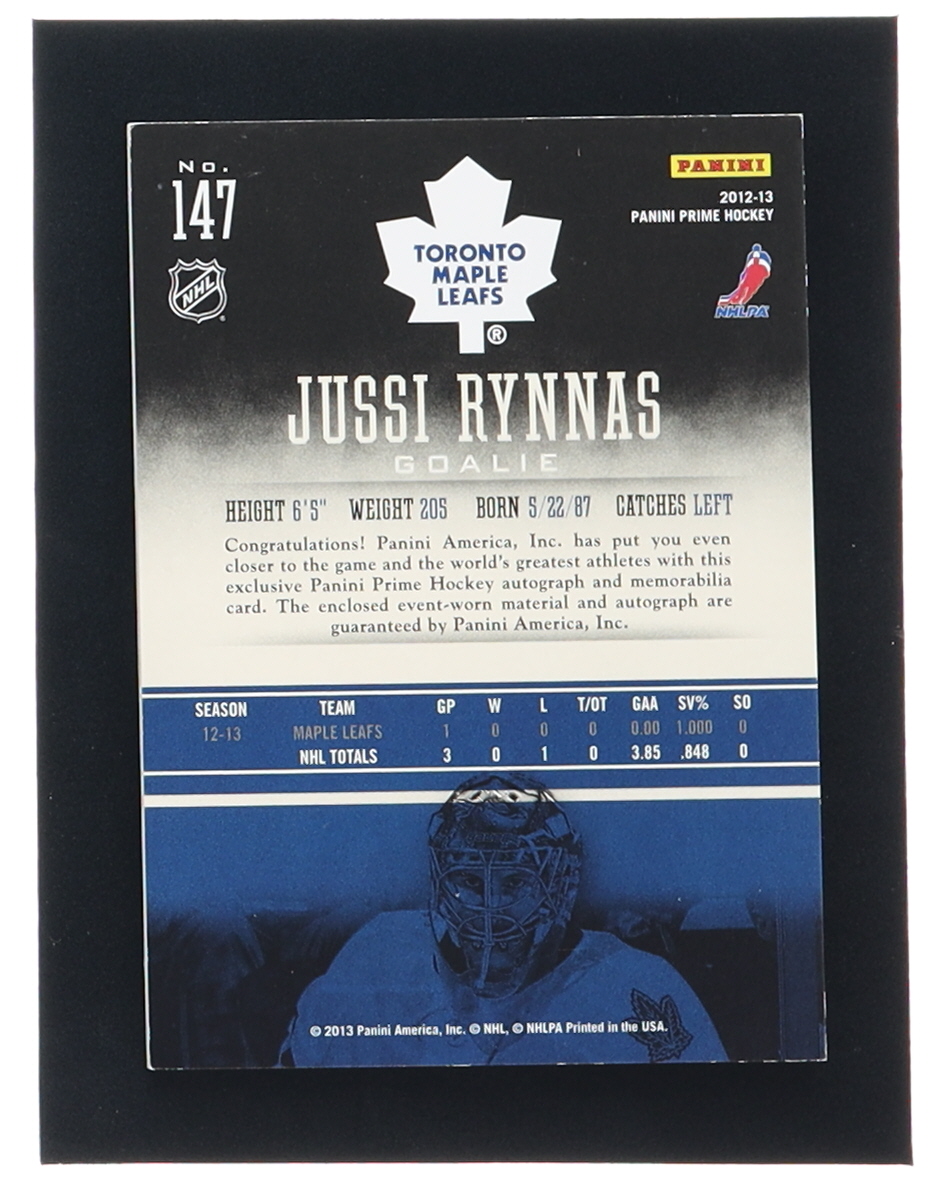 NO.
147
NHL
TORONTO
MAPLE
LEAFS
®
PANINI
2012-13
PANINI PRIME HOCKEY
NHLPA
JUSSI RYNNAS
GOALIE
HEIGHT 6'5" WEIGHT 205 BORN 5/22/87 CATCHES LEFT
Congratulations! Panini America, Inc. has put you even
closer to the game and the world's greatest athletes with this
exclusive Panini Prime Hockey autograph and memorabilia
card. The enclosed event-worn material and autograph are
guaranteed by Panini America, Inc.
SEASON TEAM GP W L T/OT GAA SV% SO
12-13 MAPLE LEAFS 1 0 0 0 0.00 1.000 0
NHL TOTALS 3 0 1 0 3.85 .848 0
© 2013 Panini America, Inc. © NHL, © NHLPA Printed in the USA.